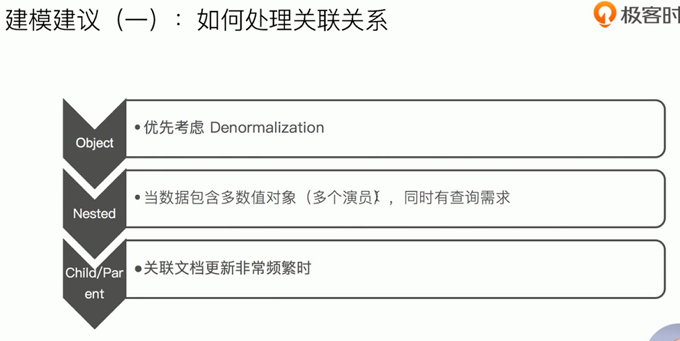 建模建议（一）：如何处理关联关系
极客时
Object
•优先考虑 Denormalization
Nested
•当数据包含多数值对象（多个演员），同时有查询需求
Child/Par
ent
•关联文档更新非常频繁时